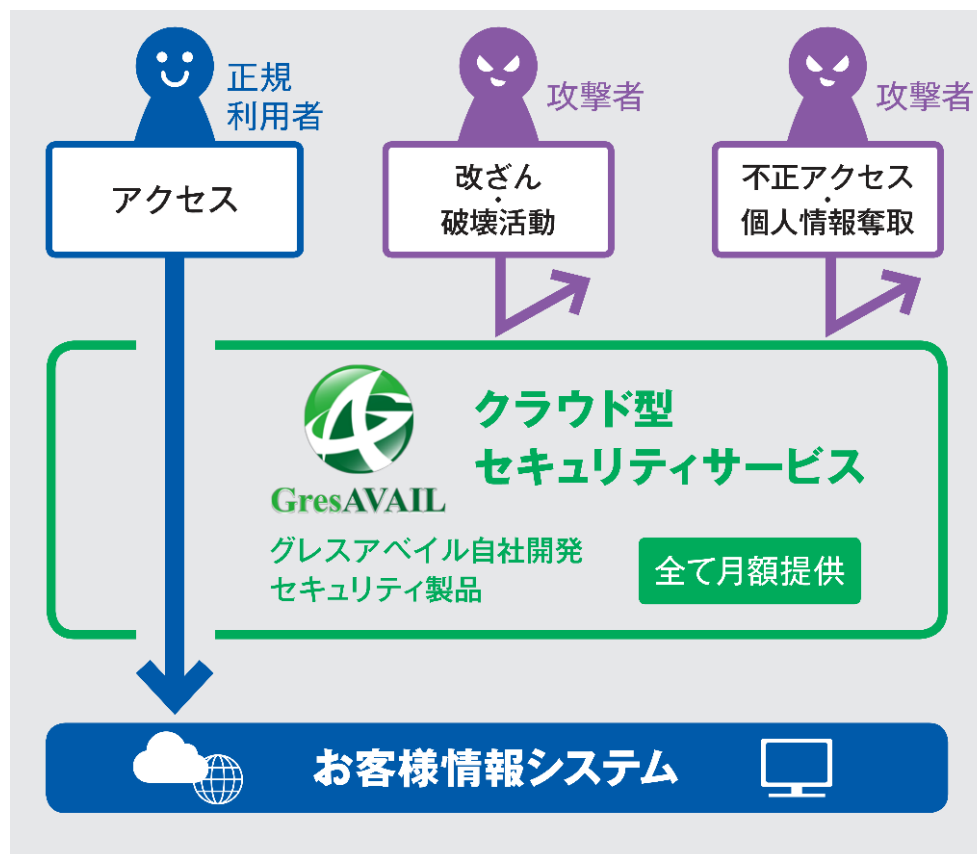 正規
利用者
攻撃者
攻撃者
アクセス
改ざん
・
破壊活動
不正アクセス
・
個人情報奪取
クラウド型
セキュリティサービス
GresAVAIL
グレスアベイル自社開発
セキュリティ製品
全て月額提供
お客様情報システム